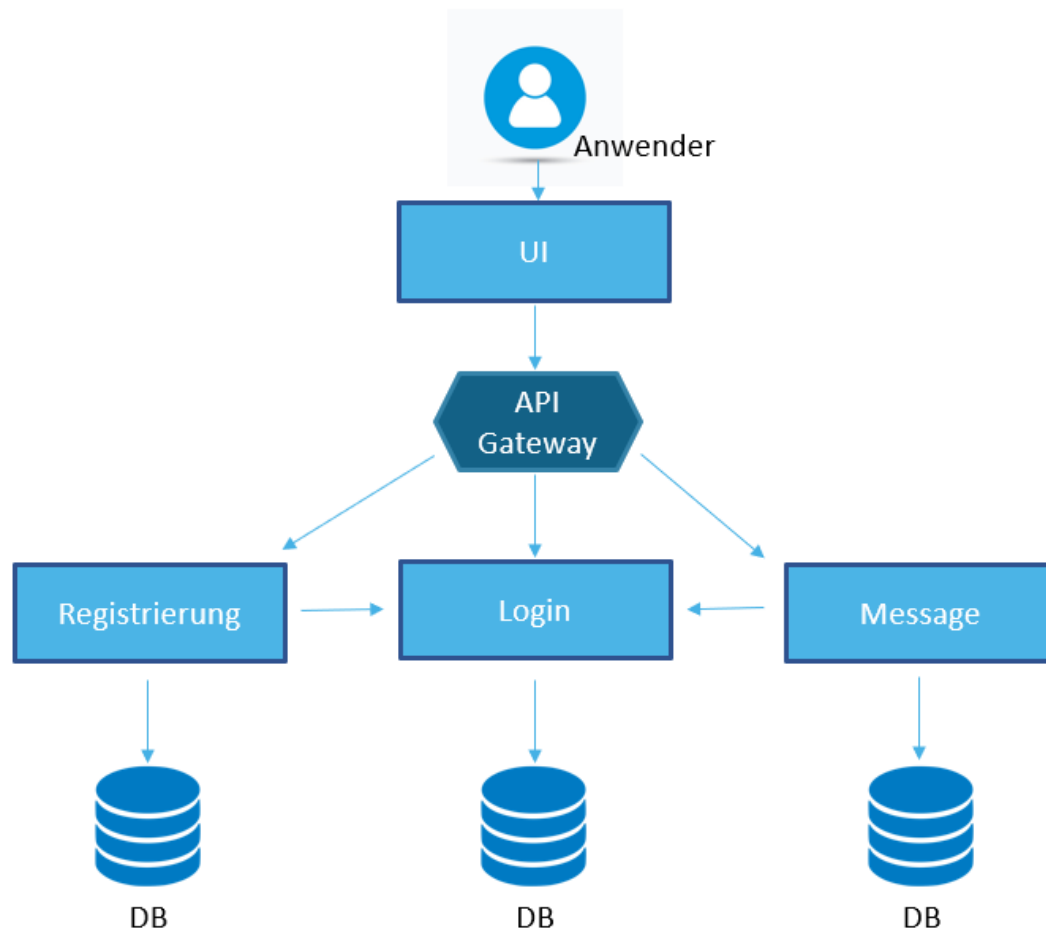 Anwender
UI
API
Gateway
Registrierung
Login
Message
DB
DB
DB